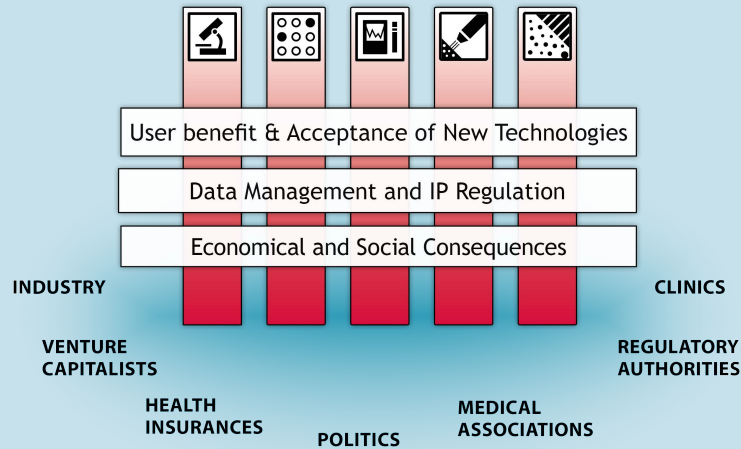 User benefit & Acceptance of New Technologies
Data Management and IP Regulation
Economical and Social Consequences
INDUSTRY
CLINICS
VENTURE
CAPITALISTS
REGULATORY
AUTHORITIES
HEALTH
INSURANCES
MEDICAL
ASSOCIATIONS
POLITICS